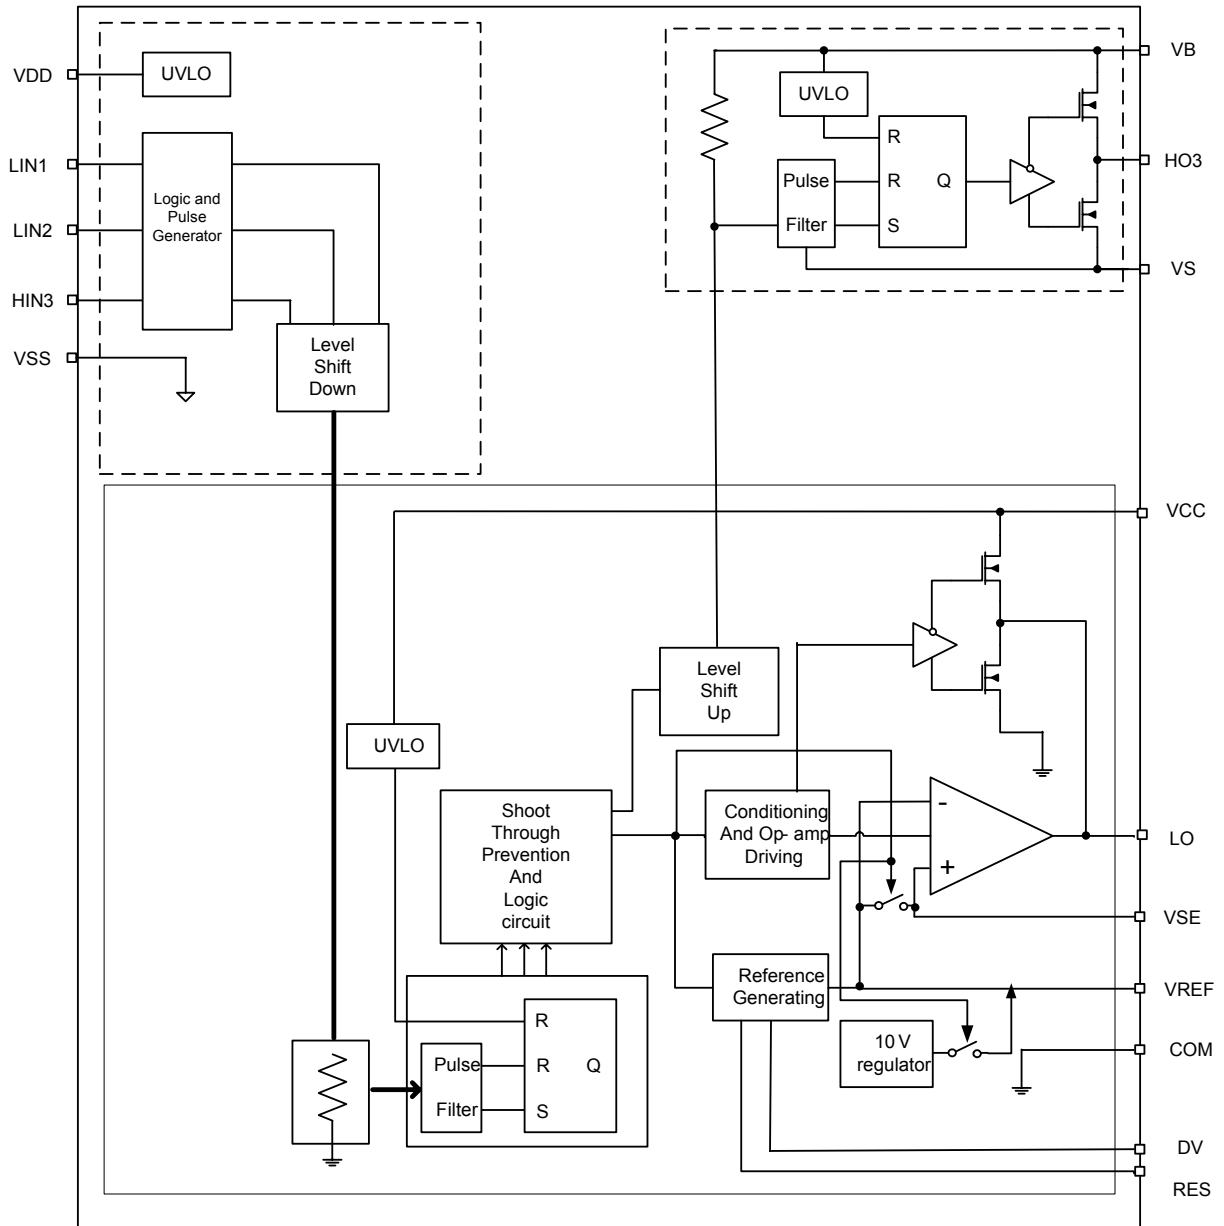 VDD
UVLO
LIN1
LIN2
HIN3
VSS
Logic and
Pulse
Generator
Level
Shift
Down
UVLO
R
Pulse
R
Q
Filter
S
VB
HO3
VS
VCC
Level
Shift
Up
UVLO
Shoot
Through
Prevention
And
Logic
circuit
Conditioning
And Op- amp
Driving
-
+
LO
VSE
Reference
Generating
VREF
10 V
regulator
COM
R
Pulse
R
Q
Filter
S
DV
RES